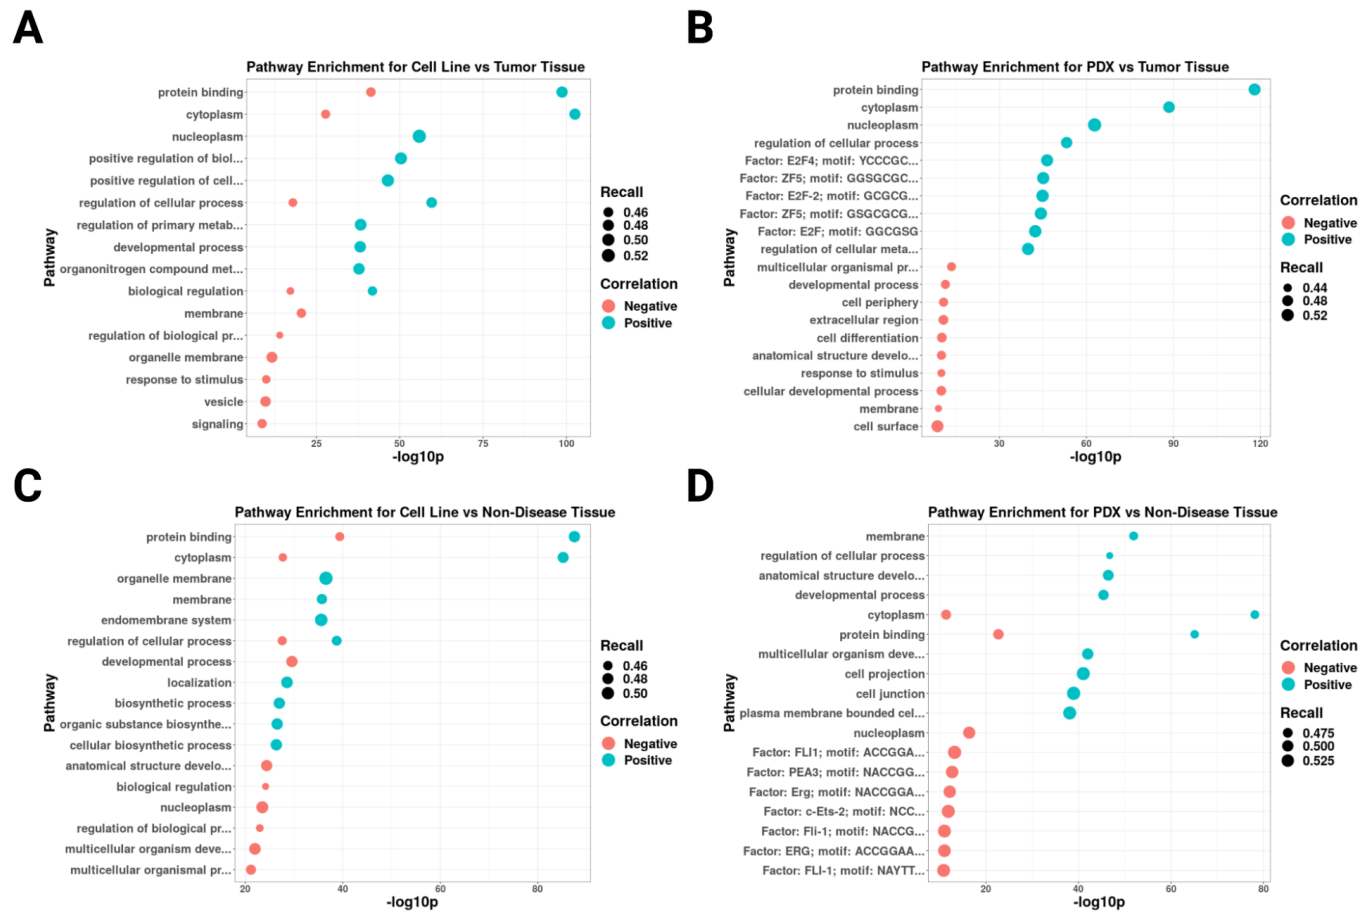 A
Pathway Enrichment for Cell Line vs Tumor Tissue
protein binding
cytoplasm
nucleoplasm
positive regulation of biol...
positive regulation of cell...
regulation of cellular process
regulation of primary metab...
developmental process
organonitrogen compound met...
biological regulation
membrane
regulation of biological pr...
organelle membrane
response to stimulus
vesicle
signaling
Pathway
25 50 75 100
-log10p
Recall
0.46
0.48
0.50
0.52
Correlation
Negative
Positive
B
Pathway Enrichment for PDX vs Tumor Tissue
protein binding
cytoplasm
nucleoplasm
regulation of cellular process
Factor: E2F4; motif: YCCCGC...
Factor: ZF5; motif: GGSGCGC...
Factor: E2F-2; motif: GCGCG...
Factor: ZF5; motif: GSGCGCG...
Factor: E2F; motif: GGCGSG
regulation of cellular meta...
multicellular organismal pr...
developmental process
cell periphery
extracellular region
cell differentiation
anatomical structure develo...
response to stimulus
cellular developmental process
membrane
cell surface
Pathway
30 60 90 120
-log10p
Correlation
Negative
Positive
Recall
0.44
0.48
0.52
C
Pathway Enrichment for Cell Line vs Non-Disease Tissue
protein binding
cytoplasm
organelle membrane
membrane
endomembrane system
regulation of cellular process
developmental process
localization
biosynthetic process
organic substance biosynthe...
cellular biosynthetic process
anatomical structure develo...
biological regulation
nucleoplasm
regulation of biological pr...
multicellular organism deve...
multicellular organismal pr...
Pathway
20 40 60 80
-log10p
Recall
0.46
0.48
0.50
Correlation
Negative
Positive
D
Pathway Enrichment for PDX vs Non-Disease Tissue
membrane
regulation of cellular process
anatomical structure develo...
developmental process
cytoplasm
protein binding
multicellular organism deve...
cell projection
cell junction
plasma membrane bounded cel...
nucleoplasm
Factor: FLI1; motif: ACCGGA...
Factor: PEA3; motif: NACCGG...
Factor: Erg; motif: NACCGGA...
Factor: c-Ets-2; motif: NCC...
Factor: Fli-1; motif: NACCG...
Factor: ERG; motif: ACCGGAA...
Factor: FLI-1; motif: NAYTT...
Pathway
20 40 60 80
-log10p
Correlation
Negative
Positive
Recall
0.475
0.500
0.525